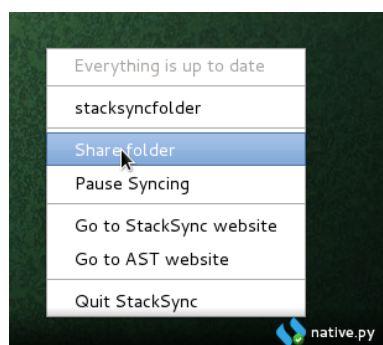 Everything is up to date
stacksyncfolder
Share folder
Pause Syncing
Go to StackSync website
Go to AST website
Quit StackSync
native.py